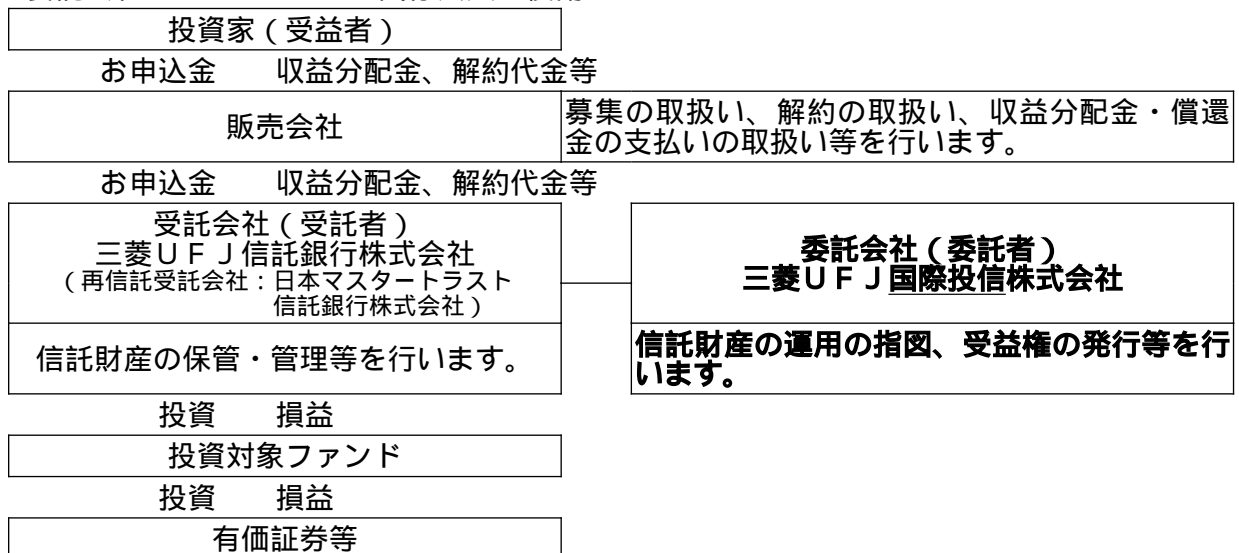 投資家（受益者）
お申込金　　収益分配金、解約代金等
販売会社
募集の取扱い、解約の取扱い、収益分配金・償還
金の支払いの取扱い等を行います。
お申込金　　収益分配金、解約代金等
受託会社（受託者）
三菱ＵＦＪ信託銀行株式会社
（再信託受託会社：日本マスタートラスト
信託銀行株式会社）
委託会社（委託者）
三菱ＵＦＪ国際投信株式会社
信託財産の保管・管理等を行います。
信託財産の運用の指図、受益権の発行等を行
います。
投資　　損益
投資対象ファンド
投資　　損益
有価証券等